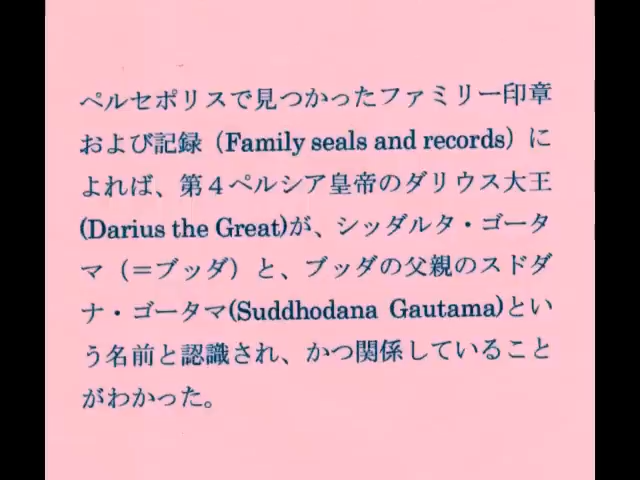 ペルセポリスで見つかったファミリー印章
および記録（Family seals and records）に
よれば、第４ペルシア皇帝のダリウス大王
(Darius the Great)が、シッダルタ・ゴータ
マ（＝ブッダ）と、ブッダの父親のスドダ
ナ・ゴータマ(Suddhodana Gautama)とい
う名前と認識され、かつ関係していること
がわかった。